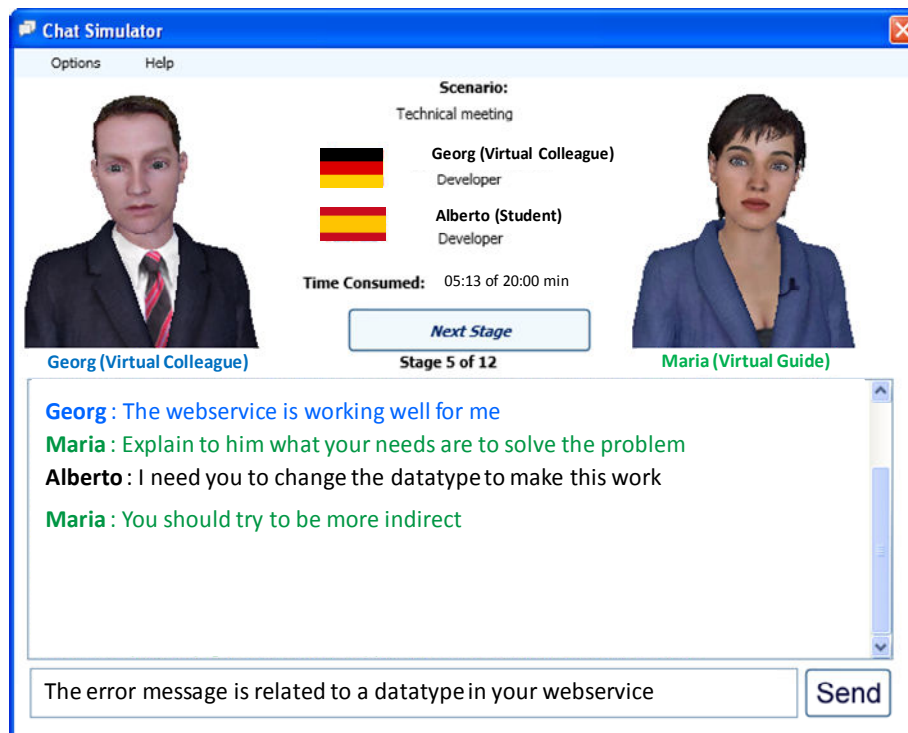 Chat Simulator
Options Help
Scenario:
Technical meeting
Georg (Virtual Colleague)
Developer
Alberto (Student)
Developer
Time Consumed: 05:13 of 20:00 min
Next Stage
Georg (Virtual Colleague) Stage 5 of 12 Maria (Virtual Guide)
Georg : The webservice is working well for me
Maria : Explain to him what your needs are to solve the problem
Alberto : I need you to change the datatype to make this work
Maria : You should try to be more indirect
The error message is related to a datatype in your webservice Send